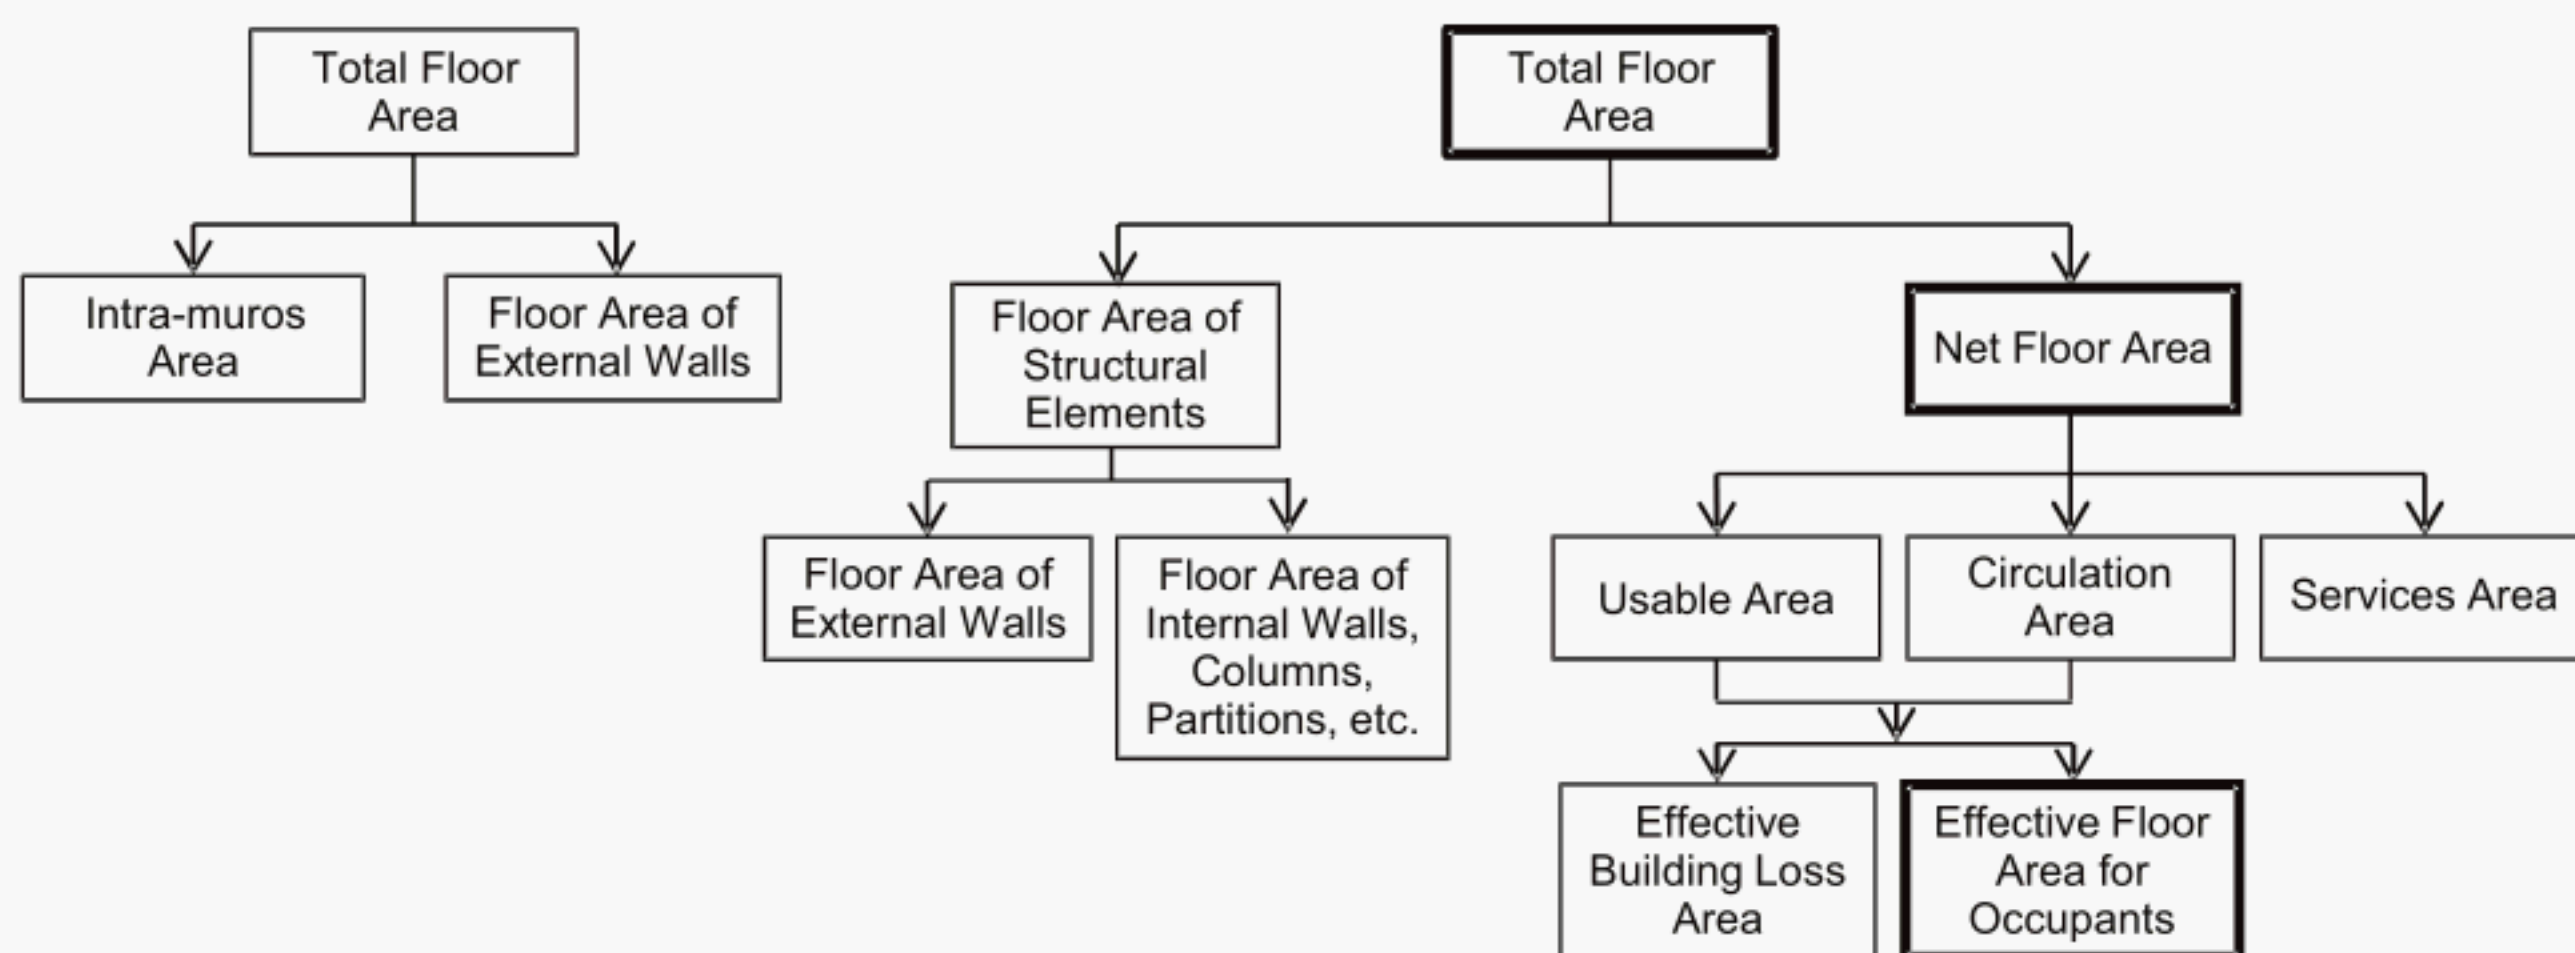 Total Floor
Area
Total Floor
Area
Intra-muros
Area
Floor Area of
External Walls
Floor Area of
Structural
Elements
Net Floor Area
Floor Area of
External Walls
Floor Area of
Internal Walls,
Columns,
Partitions, etc.
Usable Area
Circulation
Area
Services Area
Effective
Building Loss
Area
Effective Floor
Area for
Occupants